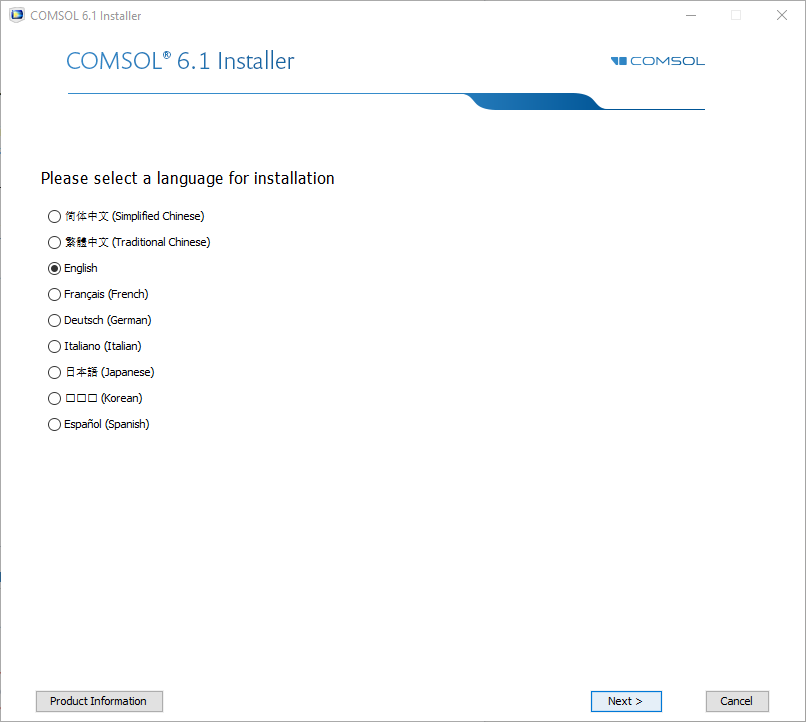 COMSOL 6.1 Installer
COMSOL® 6.1 Installer
COMSOL
Please select a language for installation
简体中文 (Simplified Chinese)
繁體中文 (Traditional Chinese)
English
Français (French)
Deutsch (German)
Italiano (Italian)
日本語 (Japanese)
□□□ (Korean)
Español (Spanish)
Product Information
Next >
Cancel